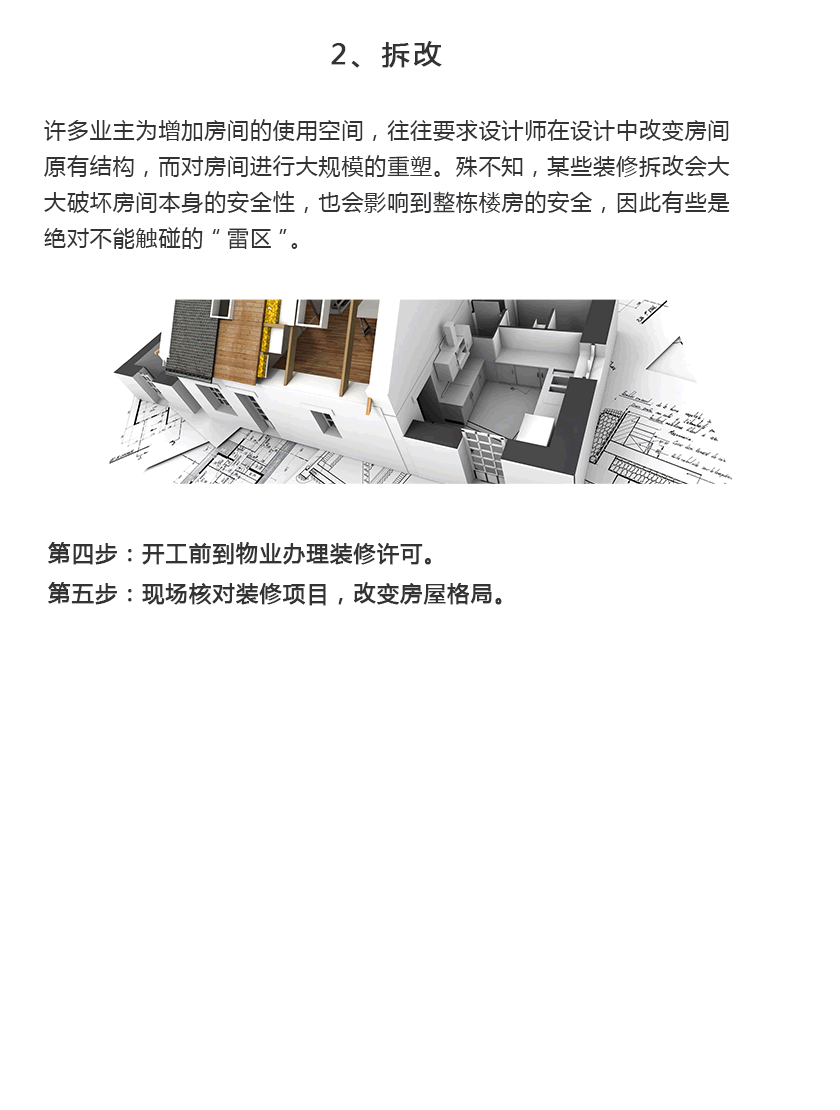 2、拆改
许多业主为增加房间的使用空间，往往要求设计师在设计中改变房间
原有结构，而对房间进行大规模的重塑。殊不知，某些装修拆改会大
大破坏房间本身的安全性，也会影响到整栋楼房的安全，因此有些是
绝对不能触碰的“雷区”。
第四步：开工前到物业办理装修许可。
第五步：现场核对装修项目，改变房屋格局。